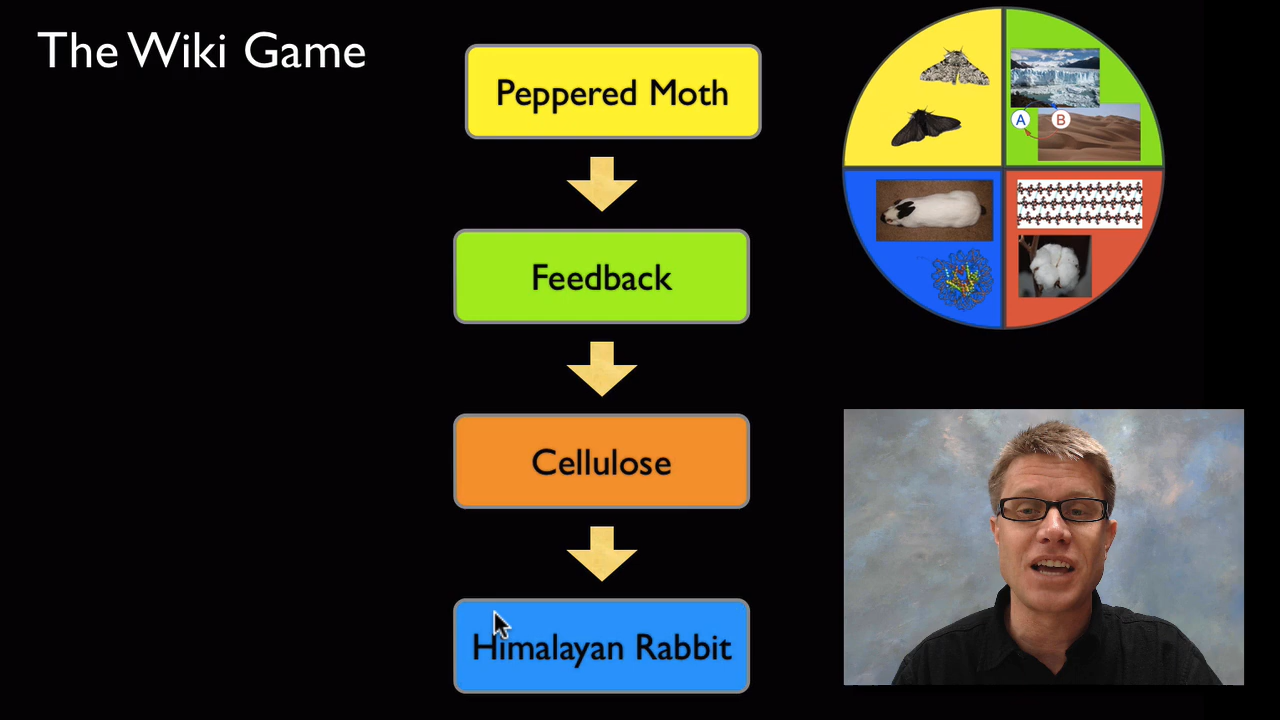 The Wiki Game
Peppered Moth
Feedback
Cellulose
Himalayan Rabbit
A B